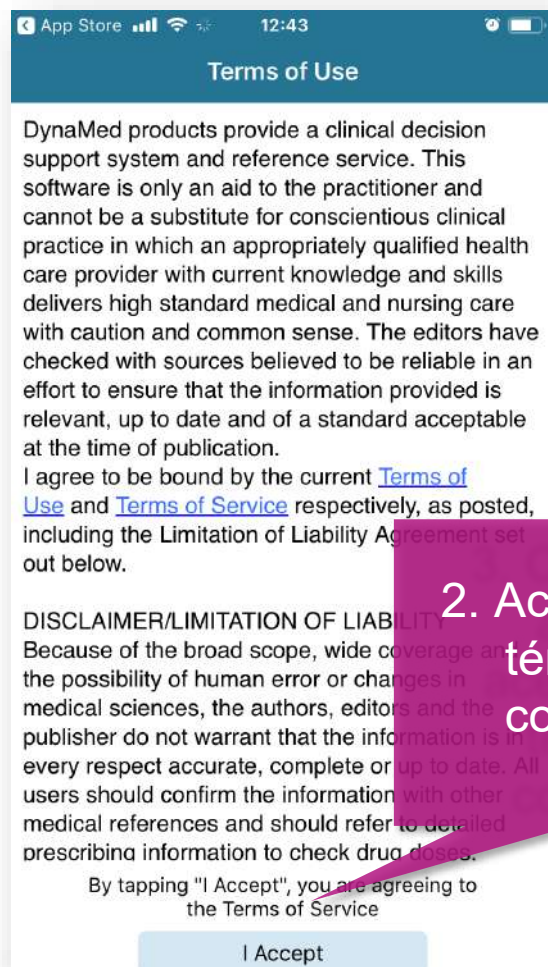 App Store 12:43
Terms of Use
DynaMed products provide a clinical decision
support system and reference service. This
software is only an aid to the practitioner and
cannot be a substitute for conscientious clinical
practice in which an appropriately qualified health
care provider with current knowledge and skills
delivers high standard medical and nursing care
with caution and common sense. The editors have
checked with sources believed to be reliable in an
effort to ensure that the information provided is
relevant, up to date and of a standard acceptable
at the time of publication.
I agree to be bound by the current Terms of
Use and Terms of Service respectively, as posted,
including the Limitation of Liability Agreement set
out below.
DISCLAIMER/LIMITATION OF LIABILITY
Because of the broad scope, wide coverage and
the possibility of human error or changes in
medical sciences, the authors, editors and the
publisher do not warrant that the information is in
every respect accurate, complete or up to date. All
users should confirm the information with other
medical references and should refer to detailed
prescribing information to check drug doses.
By tapping "I Accept", you are agreeing to
the Terms of Service
I Accept
2. Ac
tér
co